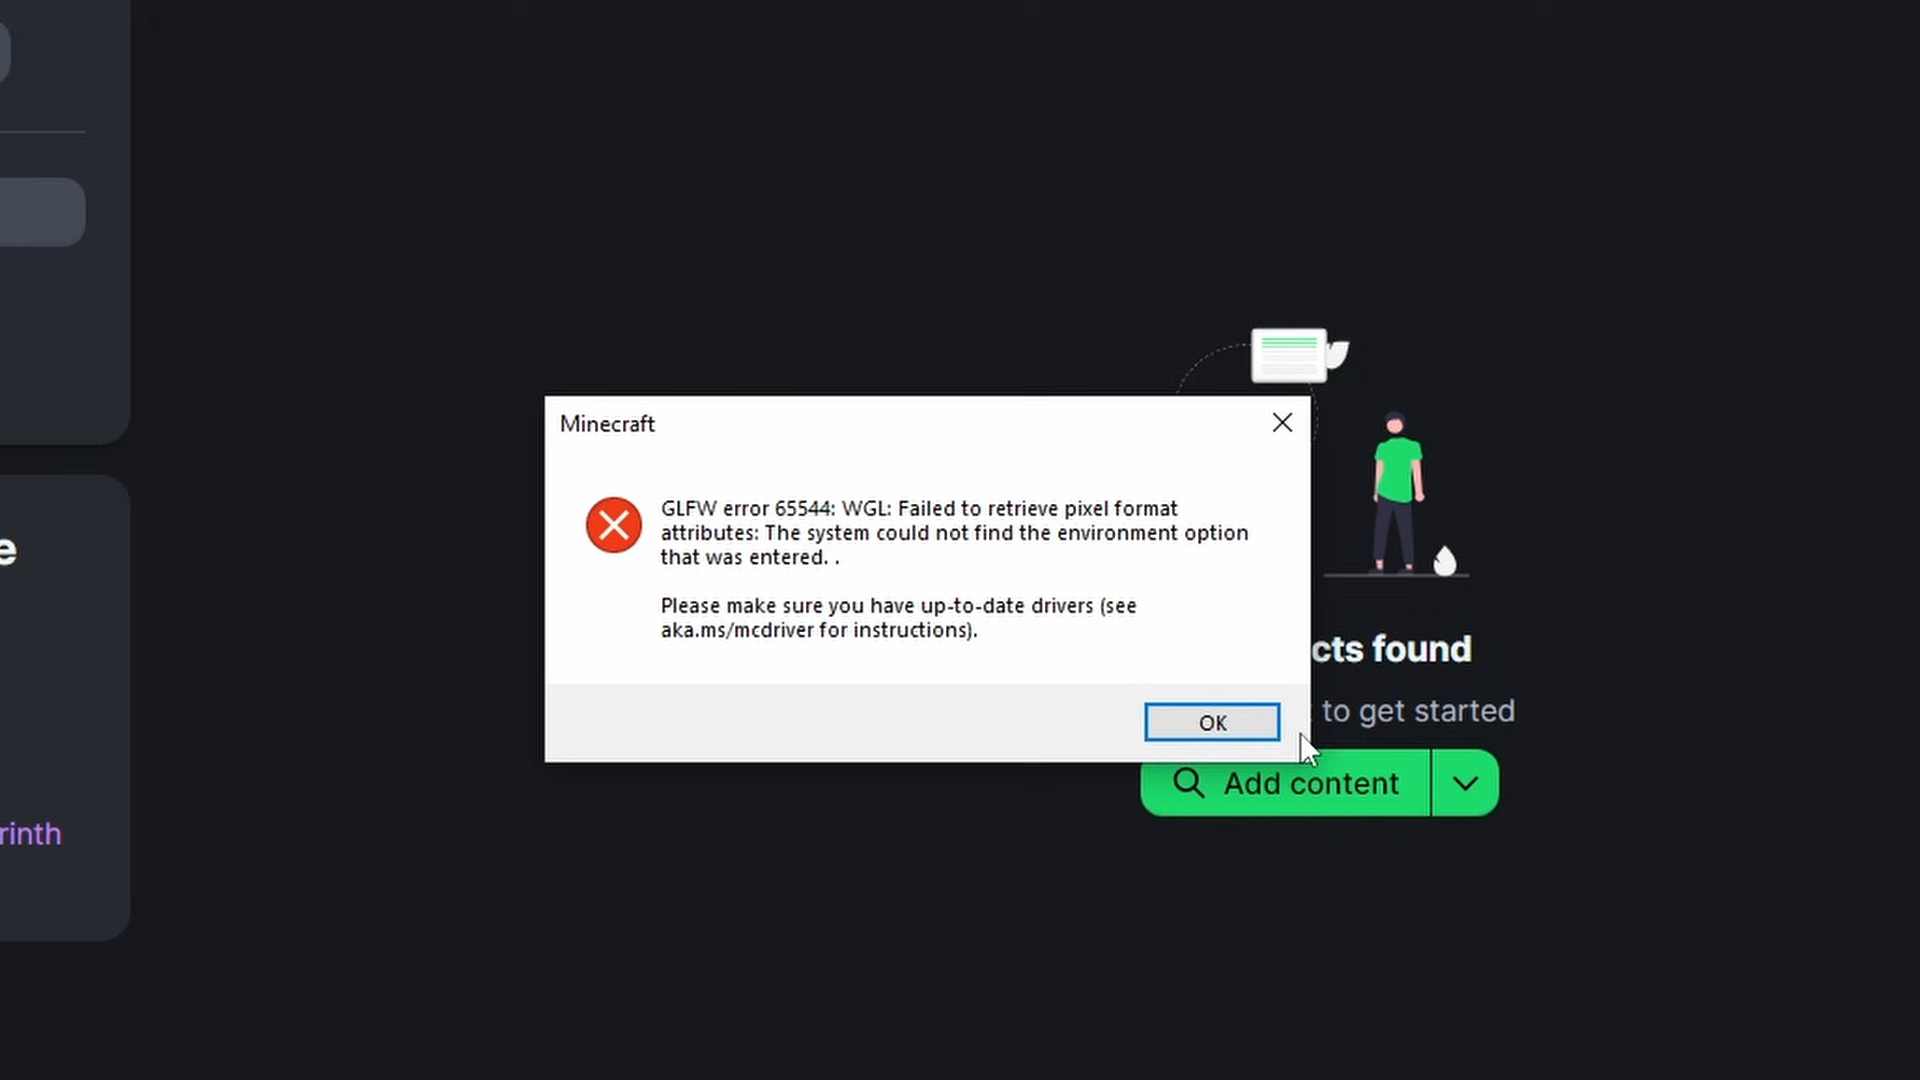 Minecraft
GLFW error 65544: WGL: Failed to retrieve pixel format
attributes: The system could not find the environment option
that was entered. .
Please make sure you have up-to-date drivers (see
aka.ms/mcdriver for instructions).
OK
e
cts found
to get started
Add content
rinth